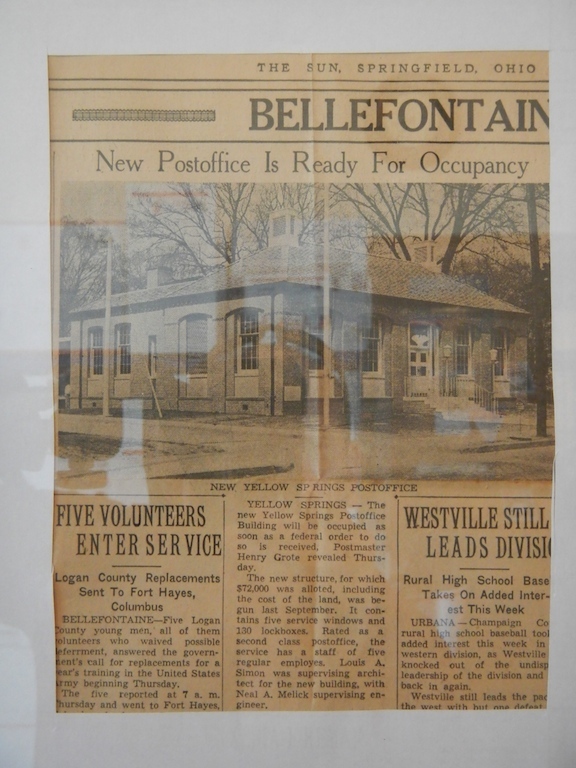 THE SUN, SPRINGFIELD, OHIO
BELLEFONTAIN
New Postoffice Is Ready For Occupancy
NEW YELLOW SPRINGS POSTOFFICE
FIVE VOLUNTEERS
ENTER SERVICE
Logan County Replacements
Sent To Fort Hayes,
Columbus
BELLEFONTAINE—Five Logan
County young men, all of them
volunteers who waived possible
deferment, answered the govern-
ment's call for replacements for a
year's training in the United States
Army beginning Thursday.
The five reported at 7 a. m.
Thursday and went to Fort Hayes,
YELLOW SPRINGS — The
new Yellow Springs Postoffice
Building will be occupied as
soon as a federal order to do
so is received, Postmaster
Henry Grote revealed Thurs-
day.
The new structure, for which
$72,000 was alloted, including
the cost of the land, was be-
gun last September. It con-
tains five service windows and
130 lockboxes. Rated as a
second class postoffice, the
service has a staff of five
regular employes. Louis A.
Simon was supervising archi-
tect for the new building, with
Neal A. Melick supervising en-
gineer.
WESTVILLE STILL
LEADS DIVISI
Rural High School Base
Takes On Added Inter-
est This Week
URBANA — Champaign Co
rural high school baseball tool
added interest this week in
western division, as Westville
knocked out of the undisp
leadership of the division and
back in again.
Westville still leads the pac
the west with but one defeat